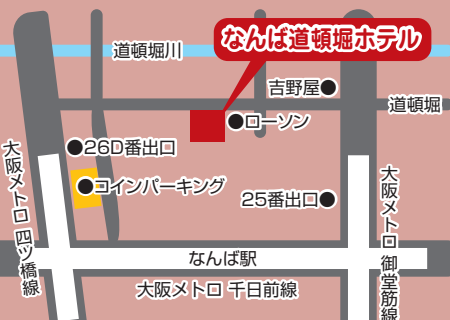 なんば道頓堀ホテル
道頓堀川
吉野屋●
道頓堀
●ローソン
●26D番出口
●コインパーキング
25番出口●
大阪メトロ 四ツ橋線
大阪メトロ 御堂筋線
なんば駅
大阪メトロ 千日前線